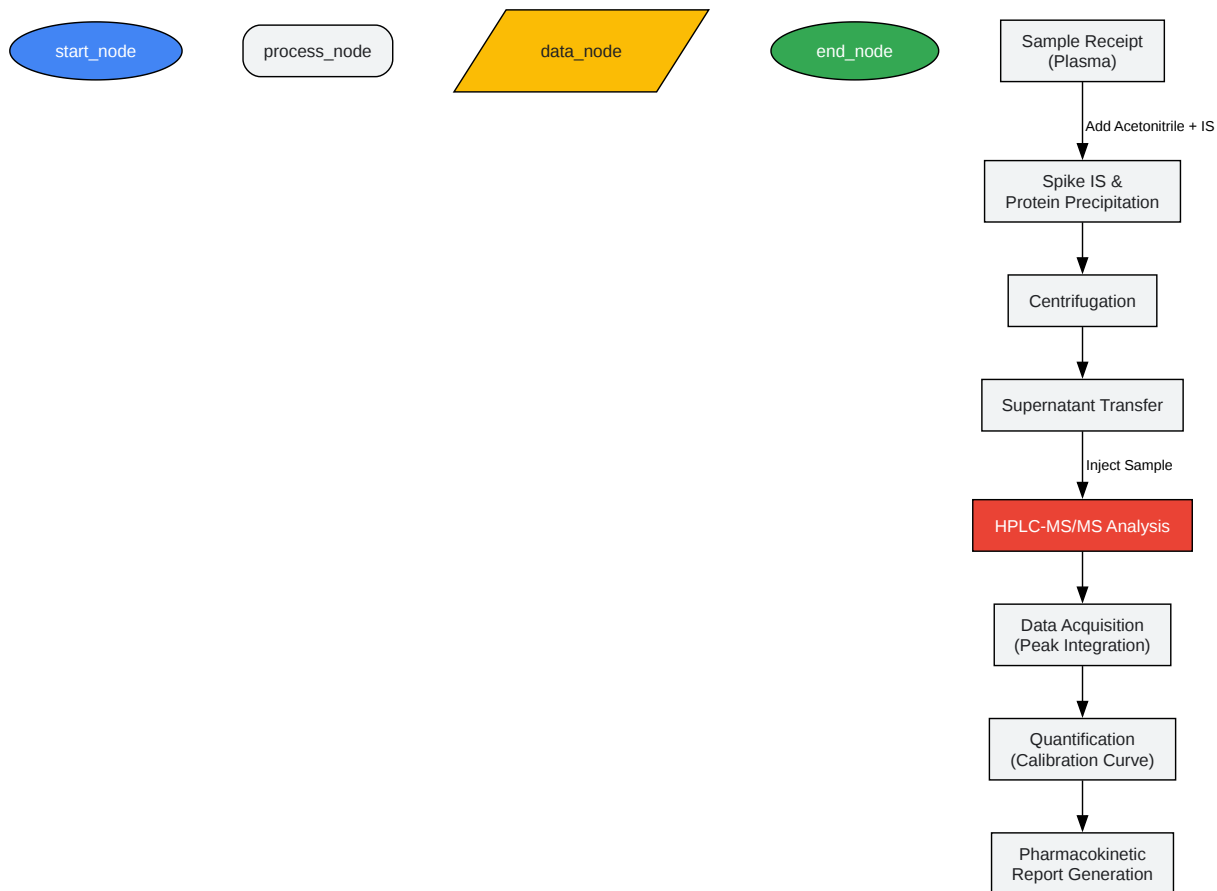 start_node
process_node
data_node
end_node
Sample Receipt
(Plasma)
Add Acetonitrile + IS
Spike IS &
Protein Precipitation
Centrifugation
Supernatant Transfer
Inject Sample
HPLC-MS/MS Analysis
Data Acquisition
(Peak Integration)
Quantification
(Calibration Curve)
Pharmacokinetic
Report Generation